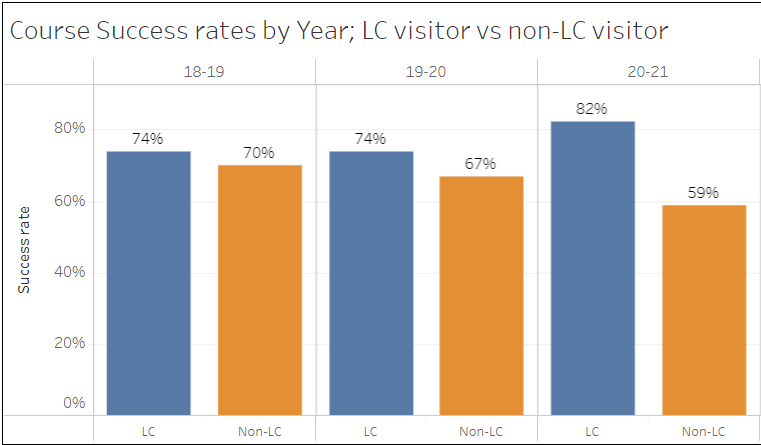 Course Success rates by Year; LC visitor vs non-LC visitor
18-19 19-20 20-21
82%
80%
74% 70% 74% 67%
60%
59%
Success rate
40%
20%
0%
LC Non-LC LC Non-LC LC Non-LC